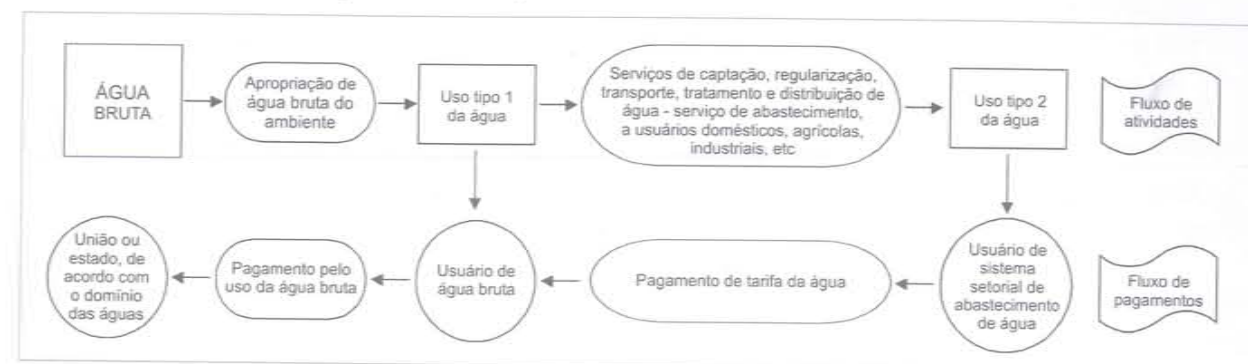 ÁGUA
BRUTA
Apropriação de
água bruta do
ambiente
Uso tipo 1
da água
Serviços de captação, regularização,
transporte, tratamento e distribuição de
água - serviço de abastecimento,
a usuários domésticos, agrícolas,
industriais, etc
Uso tipo 2
da água
Fluxo de
atividades
União ou
estado, de
acordo com
o domínio
das águas
Pagamento pelo
uso da água bruta
Usuário de
água bruta
Pagamento de tarifa da água
Usuário de
sistema
setorial de
abastecimento
de água
Fluxo de
pagamentos